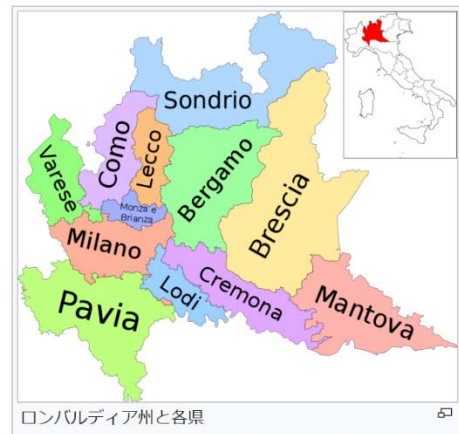 Sondrio
Como
Lecco
Varese
Bergamo
Brescia
Monza e
Brianza
Milano
Cremona
Lodi
Pavia
Mantova
ロンバルディア州と各県